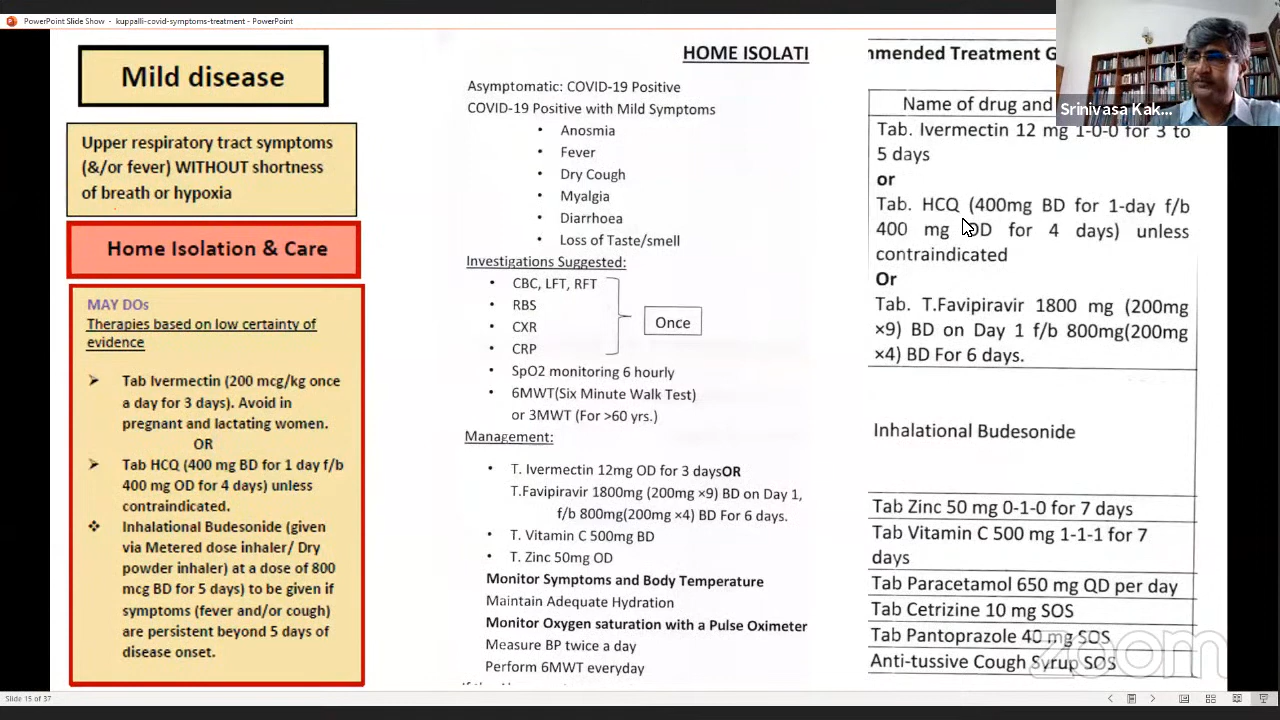 PowerPoint Slide Show - kuppalli-covid-symptoms-treatment - PowerPoint
Mild disease
Upper respiratory tract symptoms
(&/or fever) WITHOUT shortness
of breath or hypoxia
Home Isolation & Care
MAY DOs
Therapies based on low certainty of
evidence
➤ Tab Ivermectin (200 mcg/kg once
a day for 3 days). Avoid in
pregnant and lactating women.
OR
➤ Tab HCQ (400 mg BD for 1 day f/b
400 mg OD for 4 days) unless
contraindicated.
❖ Inhalational Budesonide (given
via Metered dose inhaler/ Dry
powder inhaler) at a dose of 800
mcg BD for 5 days) to be given if
symptoms (fever and/or cough)
are persistent beyond 5 days of
disease onset.
HOME ISOLATI
Asymptomatic: COVID-19 Positive
COVID-19 Positive with Mild Symptoms
• Anosmia
• Fever
• Dry Cough
• Myalgia
• Diarrhoea
• Loss of Taste/smell
Investigations Suggested:
• CBC, LFT, RFT
• RBS
• CXR
• CRP
Once
• SpO2 monitoring 6 hourly
• 6MWT(Six Minute Walk Test)
or 3MWT (For >60 yrs.)
Management:
• T. Ivermectin 12mg OD for 3 daysOR
T.Favipiravir 1800mg (200mg ×9) BD on Day 1,
f/b 800mg(200mg ×4) BD For 6 days.
• T. Vitamin C 500mg BD
• T. Zinc 50mg OD
Monitor Symptoms and Body Temperature
Maintain Adequate Hydration
Monitor Oxygen saturation with a Pulse Oximeter
Measure BP twice a day
Perform 6MWT everyday
mmended Treatment G
Name of drug and
Tab. Ivermectin 12 mg 1-0-0 for 3 to
5 days
or
Tab. HCQ (400mg BD for 1-day f/b
400 mg OD for 4 days) unless
contraindicated
Or
Tab. T.Favipiravir 1800 mg (200mg
×9) BD on Day 1 f/b 800mg(200mg
×4) BD For 6 days.
Inhalational Budesonide
Tab Zinc 50 mg 0-1-0 for 7 days
Tab Vitamin C 500 mg 1-1-1 for 7
days
Tab Paracetamol 650 mg QD per day
Tab Cetrizine 10 mg SOS
Tab Pantoprazole 40 mg SOS
Anti-tussive Cough Syrup SOS
Srinivasa Kak...
zoom
Slide 15 of 37